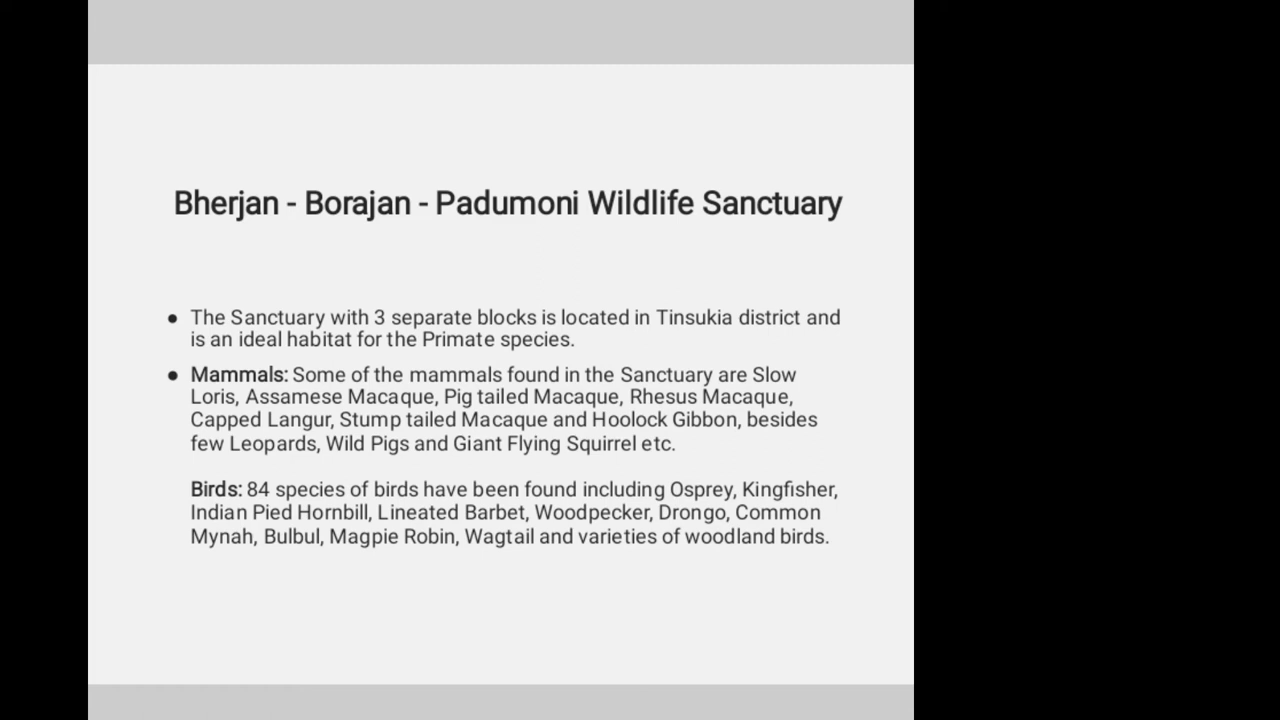 Bherjan - Borajan - Padumoni Wildlife Sanctuary
● The Sanctuary with 3 separate blocks is located in Tinsukia district and
is an ideal habitat for the Primate species.
● Mammals: Some of the mammals found in the Sanctuary are Slow
Loris, Assamese Macaque, Pig tailed Macaque, Rhesus Macaque,
Capped Langur, Stump tailed Macaque and Hoolock Gibbon, besides
few Leopards, Wild Pigs and Giant Flying Squirrel etc.
Birds: 84 species of birds have been found including Osprey, Kingfisher,
Indian Pied Hornbill, Lineated Barbet, Woodpecker, Drongo, Common
Mynah, Bulbul, Magpie Robin, Wagtail and varieties of woodland birds.